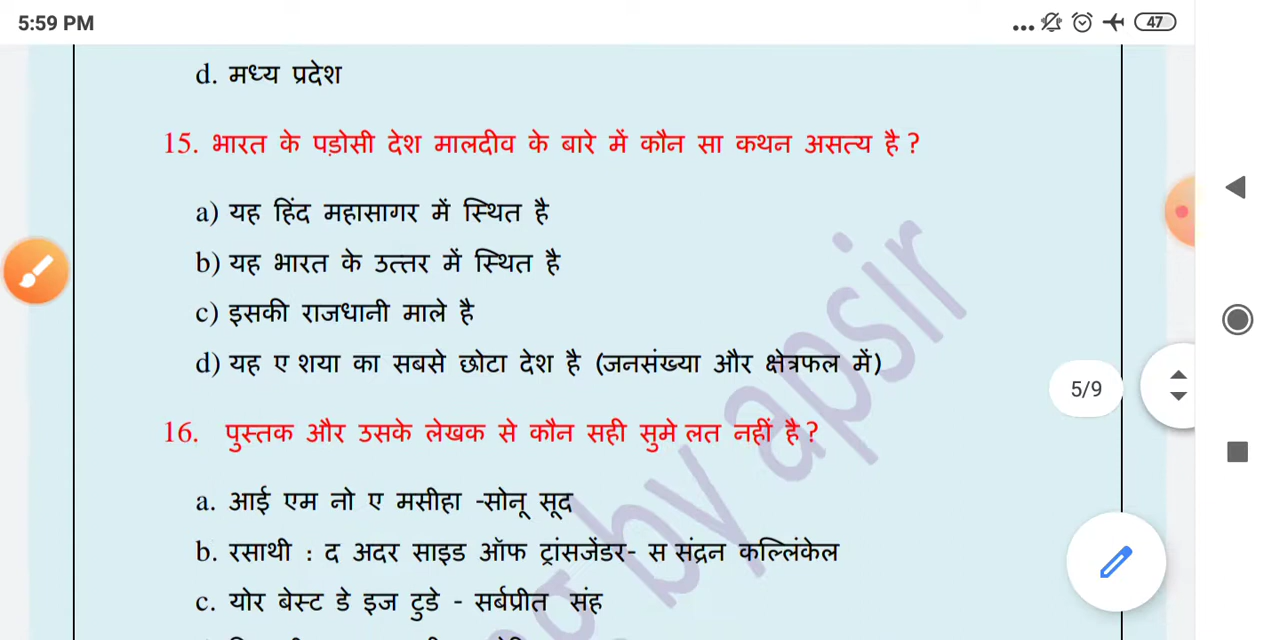 5:59 PM
47
d. मध्य प्रदेश
15. भारत के पड़ोसी देश मालदीव के बारे में कौन सा कथन असत्य है ?
a) यह हिंद महासागर में स्थित है
b) यह भारत के उत्तर में स्थित है
c) इसकी राजधानी माले है
d) यह ए शया का सबसे छोटा देश है (जनसंख्या और क्षेत्रफल में)
5/9
16. पुस्तक और उसके लेखक से कौन सही सुमे लत नहीं है ?
a. आई एम नो ए मसीहा -सोनू सूद
b. रसाथी : द अदर साइड ऑफ ट्रांसजेंडर- स संद्रन कल्लिंकेल
c. योर बेस्ट डे इज टुडे - सर्बप्रीत संह
by apsir